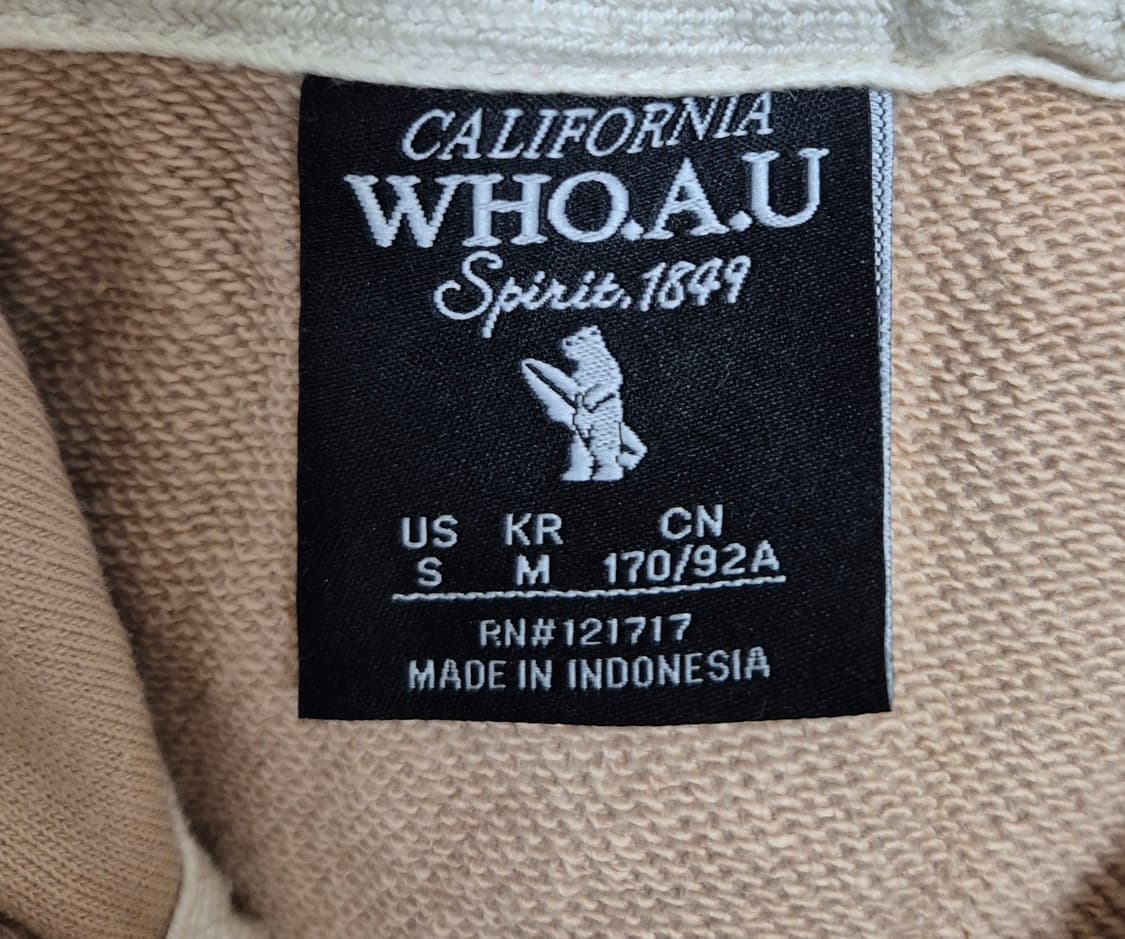 CALIFORNIA
WHO.A.U
Spirit.1849
US KR CN
S M 170/92A
RN#121717
MADE IN INDONESIA